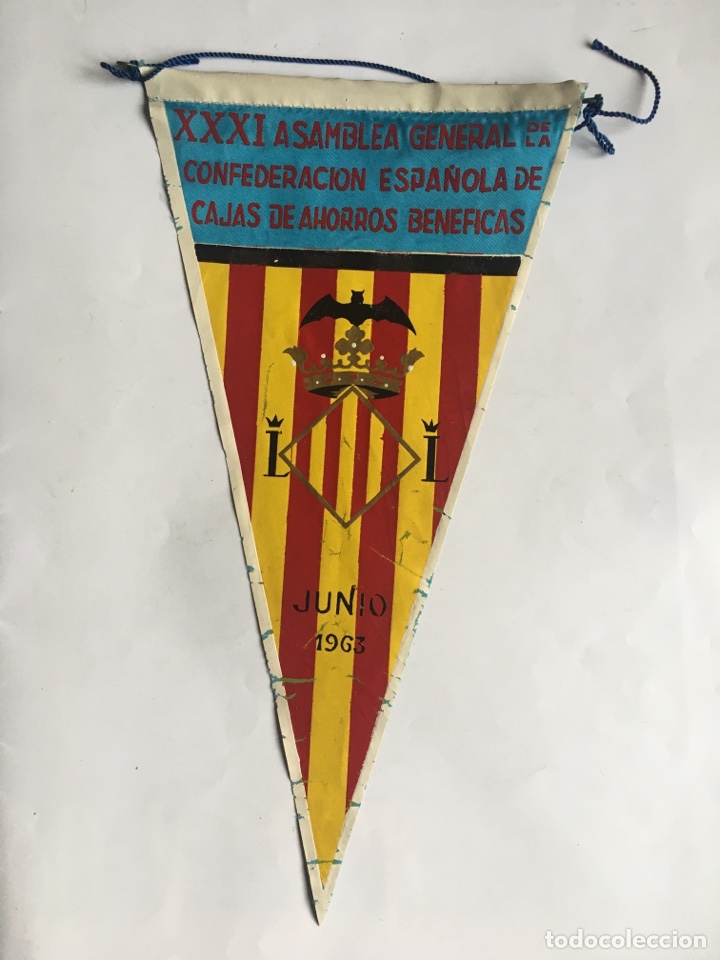 XXXI ASAMBLEA GENERAL DE LA
CONFEDERACION ESPAÑOLA DE
CAJAS DE AHORROS BENEFICAS
L L
JUNIO
1963
todocoleccion